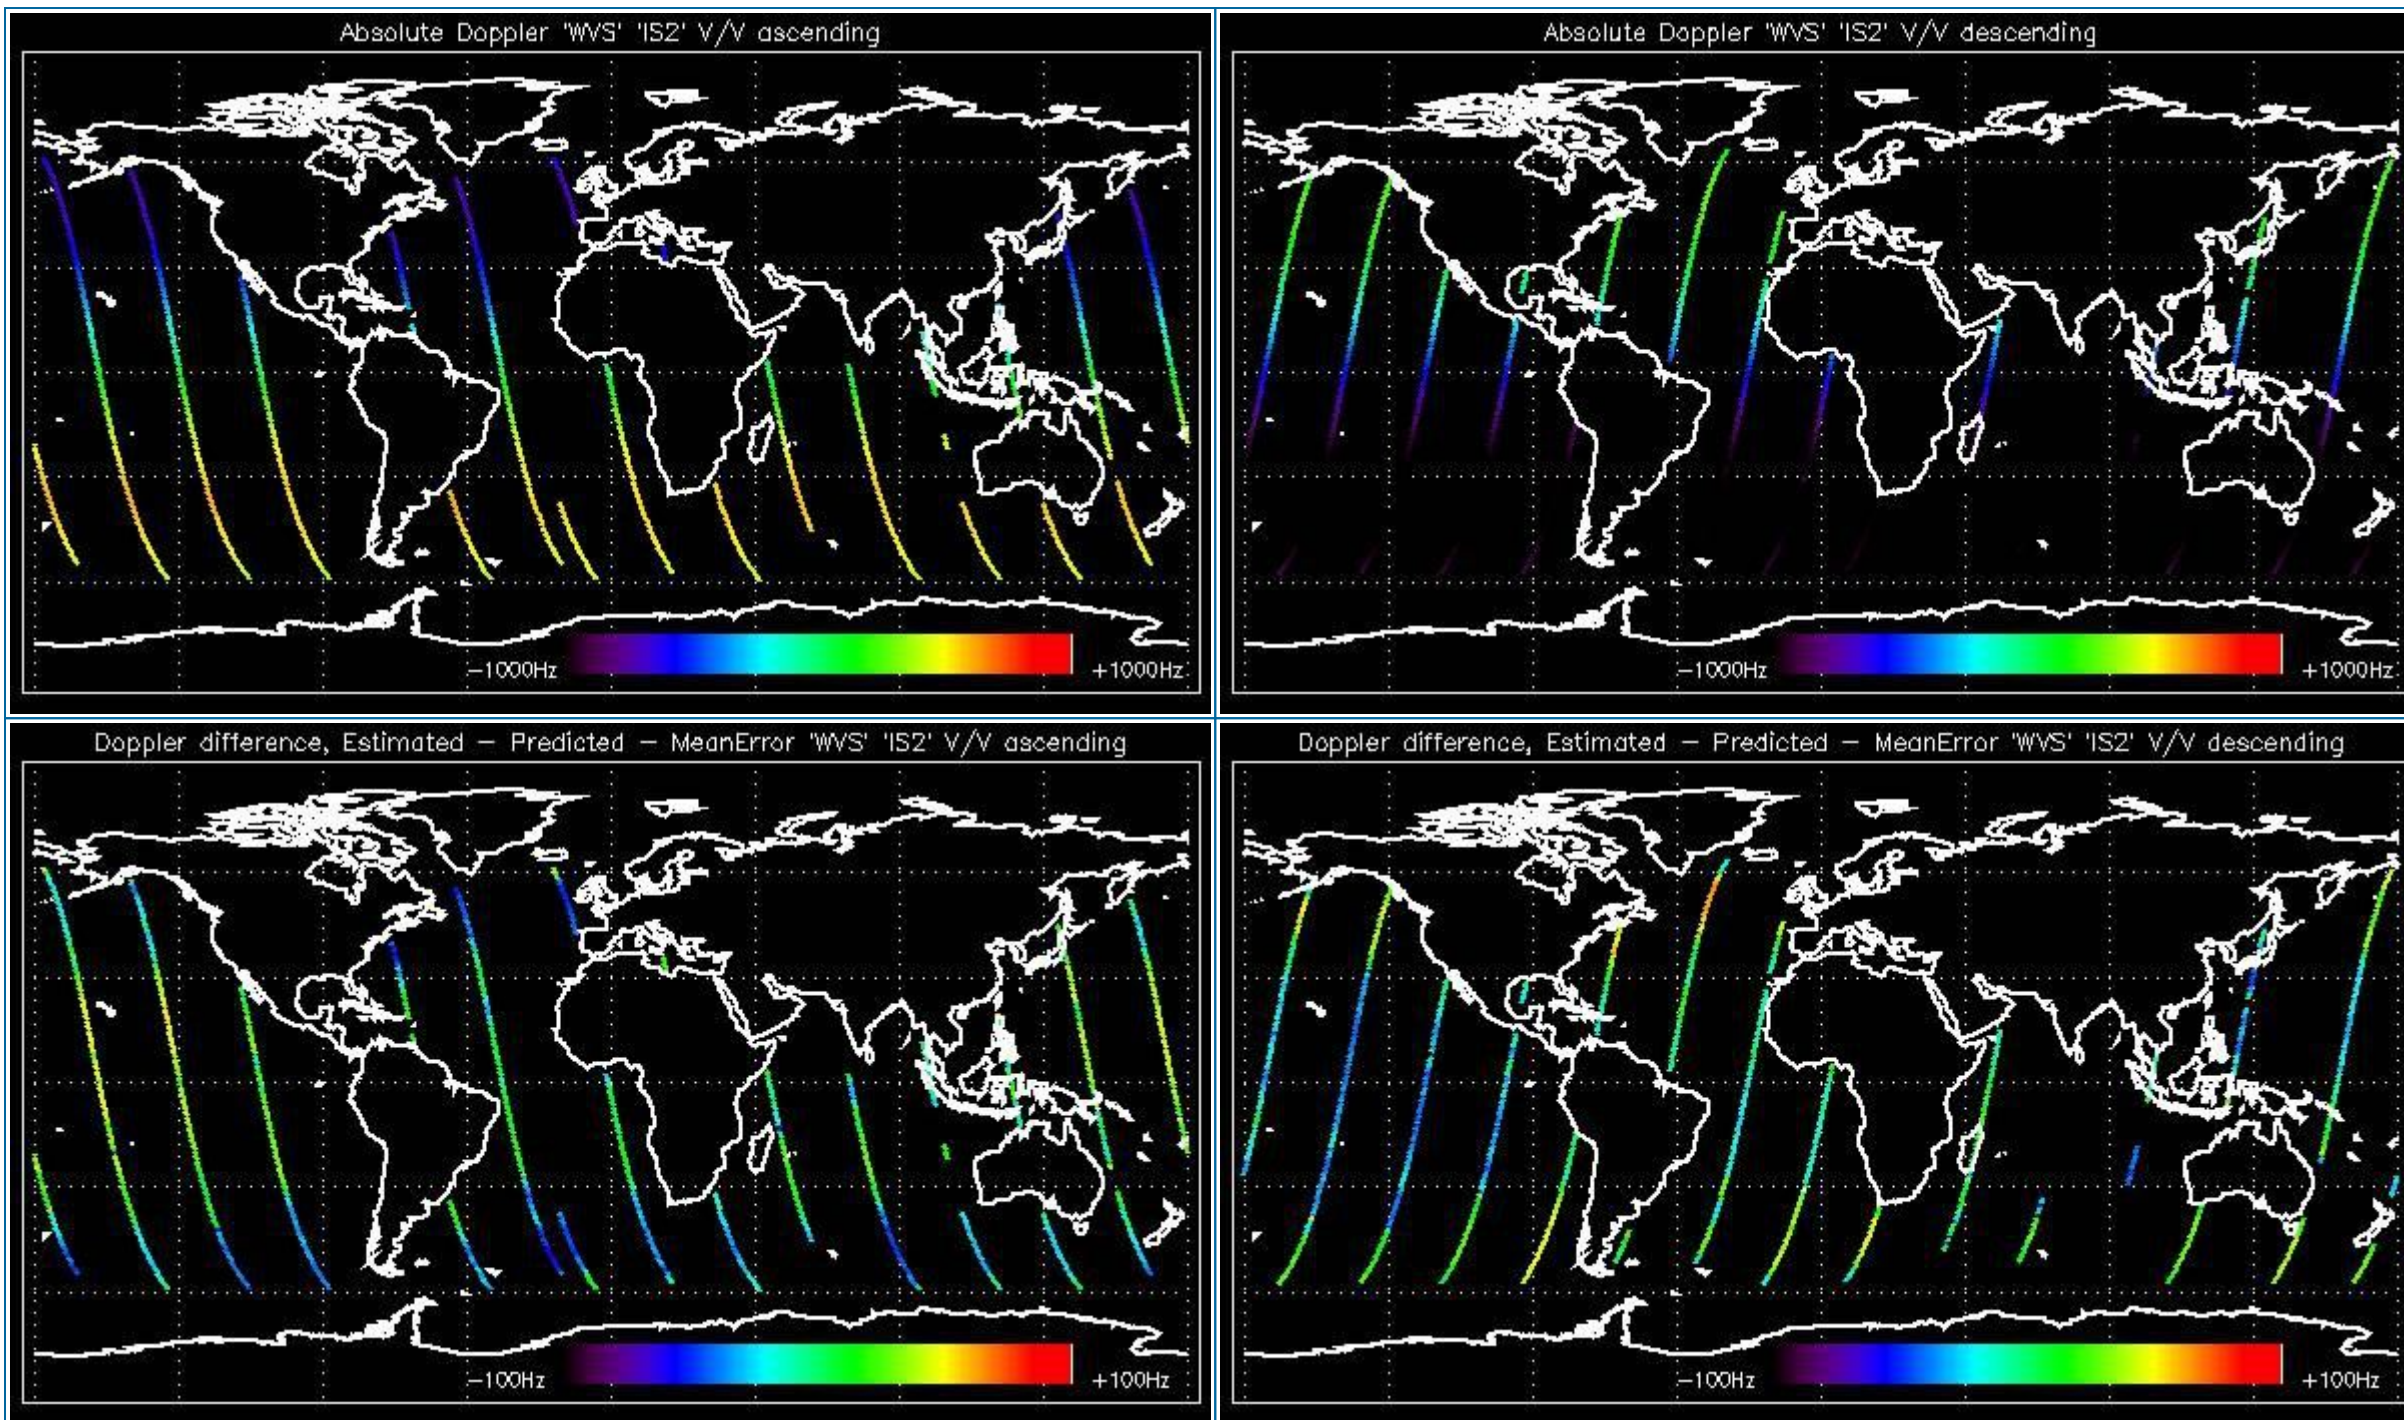 Absolute Doppler 'WVS' 'IS2' V/V ascending
-1000Hz
+1000Hz
Absolute Doppler 'WVS' 'IS2' V/V descending
-1000Hz
+1000Hz
Doppler difference, Estimated - Predicted - MeanError 'WVS' 'IS2' V/V ascending
-100Hz
+100Hz
Doppler difference, Estimated - Predicted - MeanError 'WVS' 'IS2' V/V descending
-100Hz
+100Hz